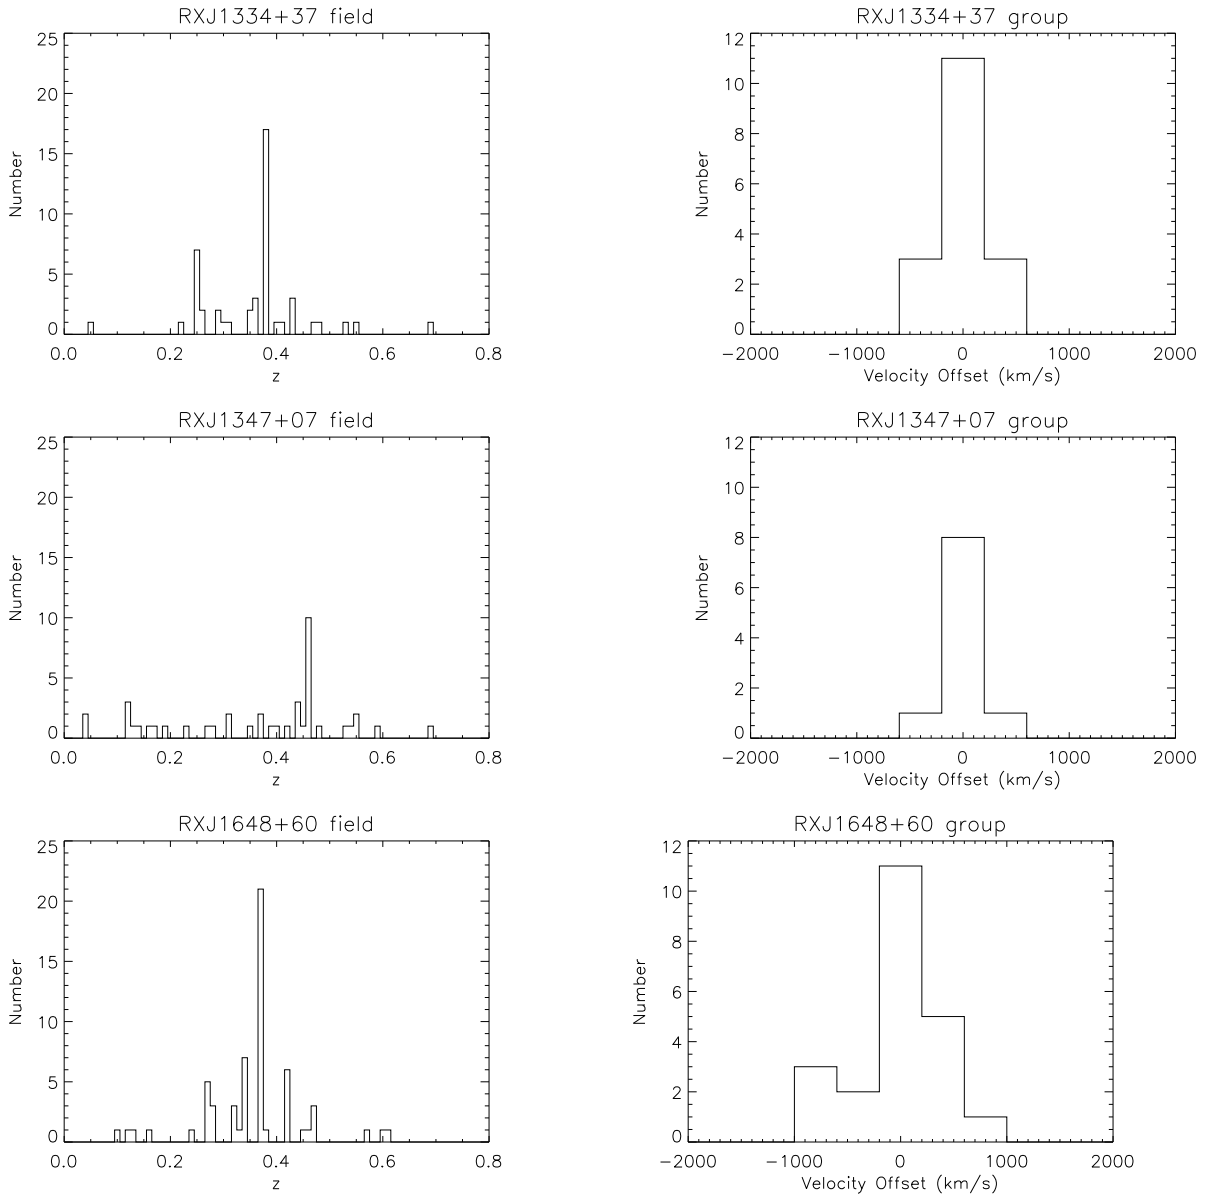 RXJ1334+37 field
25
20
15
10
5
0
Number
0.0 0.2 0.4 0.6 0.8
z
RXJ1334+37 group
12
10
8
6
4
2
0
Number
−2000 −1000 0 1000 2000
Velocity Offset (km/s)
RXJ1347+07 field
25
20
15
10
5
0
Number
0.0 0.2 0.4 0.6 0.8
z
RXJ1347+07 group
12
10
8
6
4
2
0
Number
−2000 −1000 0 1000 2000
Velocity Offset (km/s)
RXJ1648+60 field
25
20
15
10
5
0
Number
0.0 0.2 0.4 0.6 0.8
z
RXJ1648+60 group
12
10
8
6
4
2
0
Number
−2000 −1000 0 1000 2000
Velocity Offset (km/s)